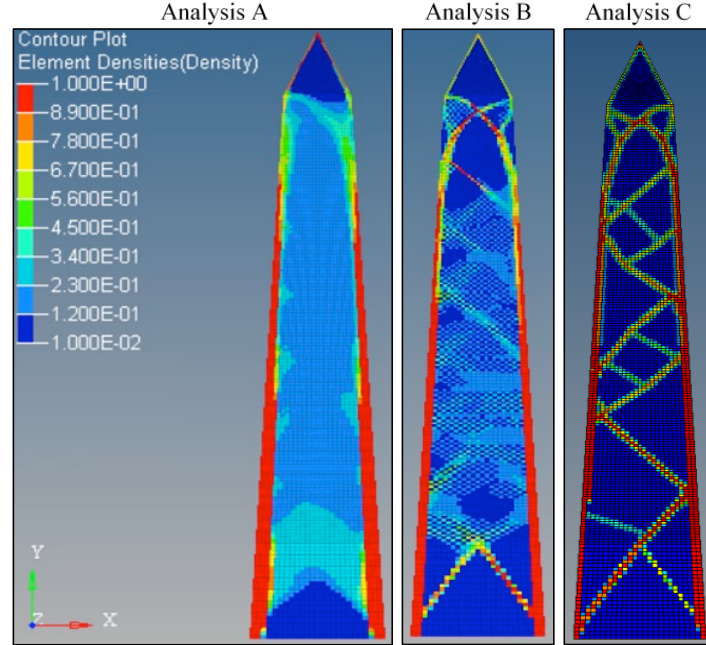 Analysis A
Analysis B
Analysis C
Contour Plot
Element Densities(Density)
1.000E+00
8.900E-01
7.800E-01
6.700E-01
5.600E-01
4.500E-01
3.400E-01
2.300E-01
1.200E-01
1.000E-02
Y
Z
X